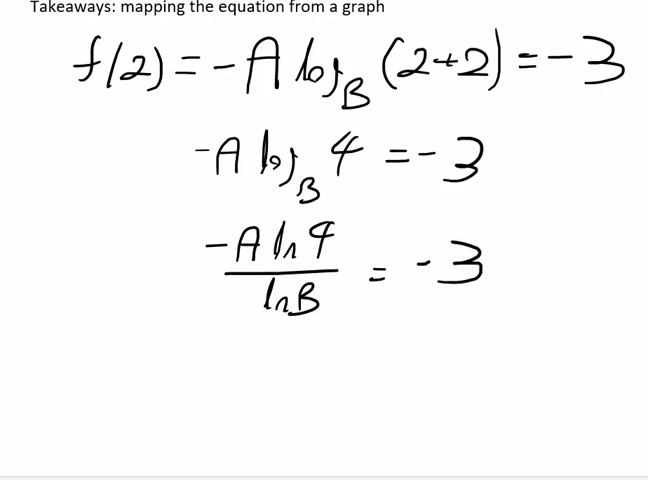 Takeaways: mapping the equation from a graph
f(2) = -A log_B (2+2) = -3
-A log_B 4 = -3
-A ln 4 / ln B = -3